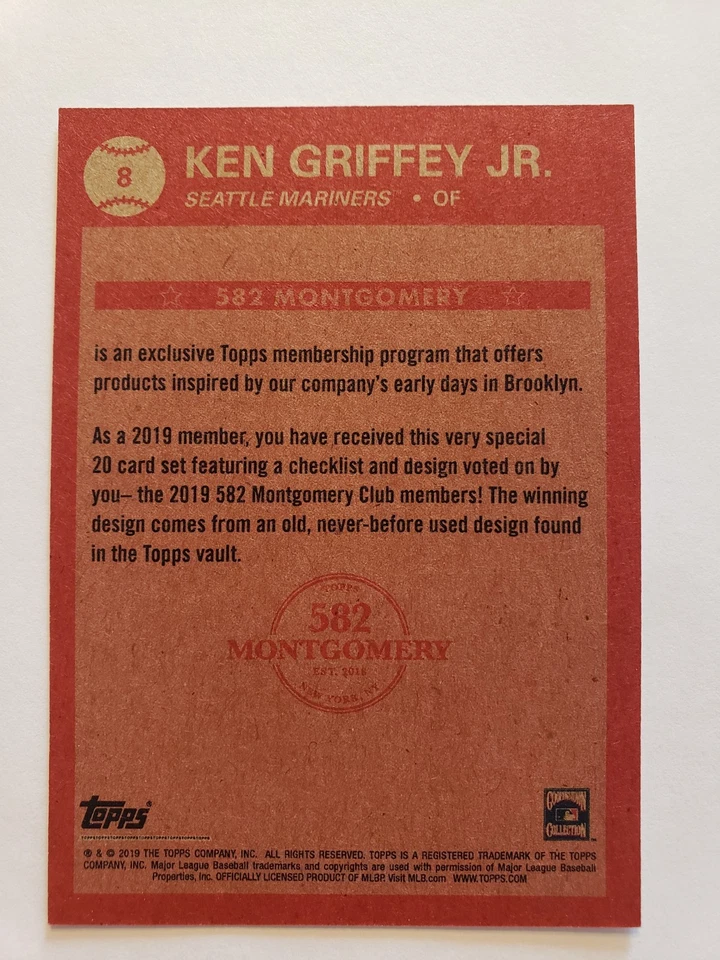 8
KEN GRIFFEY JR.
SEATTLE MARINERS™ • OF
582 MONTGOMERY
is an exclusive Topps membership program that offers
products inspired by our company's early days in Brooklyn.
As a 2019 member, you have received this very special
20 card set featuring a checklist and design voted on by
you– the 2019 582 Montgomery Club members! The winning
design comes from an old, never-before used design found
in the Topps vault.
TOPPS
582
MONTGOMERY
EST. 2016
NEW YORK, NY
Topps®
COOPERSTOWN
COLLECTION™
® & © 2019 THE TOPPS COMPANY, INC. ALL RIGHTS RESERVED. TOPPS IS A REGISTERED TRADEMARK OF THE TOPPS
COMPANY, INC. Major League Baseball trademarks and copyrights are used with permission of Major League Baseball
Properties, Inc. OFFICIALLY LICENSED PRODUCT OF MLBP. Visit MLB.com WWW.TOPPS.COM